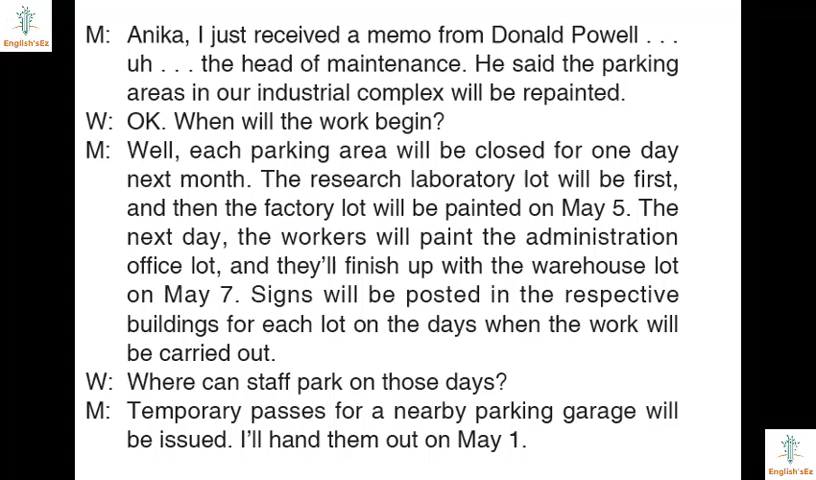 English'sEz
M: Anika, I just received a memo from Donald Powell . . .
uh . . . the head of maintenance. He said the parking
areas in our industrial complex will be repainted.
W: OK. When will the work begin?
M: Well, each parking area will be closed for one day
next month. The research laboratory lot will be first,
and then the factory lot will be painted on May 5. The
next day, the workers will paint the administration
office lot, and they’ll finish up with the warehouse lot
on May 7. Signs will be posted in the respective
buildings for each lot on the days when the work will
be carried out.
W: Where can staff park on those days?
M: Temporary passes for a nearby parking garage will
be issued. I’ll hand them out on May 1.
English'sEz